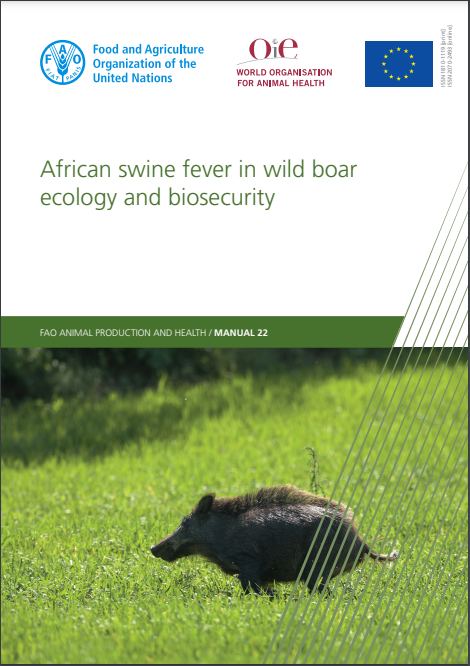 FAO
FIAT PANIS
Food and Agriculture
Organization of the
United Nations
OiE
WORLD ORGANISATION
FOR ANIMAL HEALTH
ISSN 1810-1119 [print]
ISSN 2070-2493 [online]
African swine fever in wild boar
ecology and biosecurity
FAO ANIMAL PRODUCTION AND HEALTH / MANUAL 22